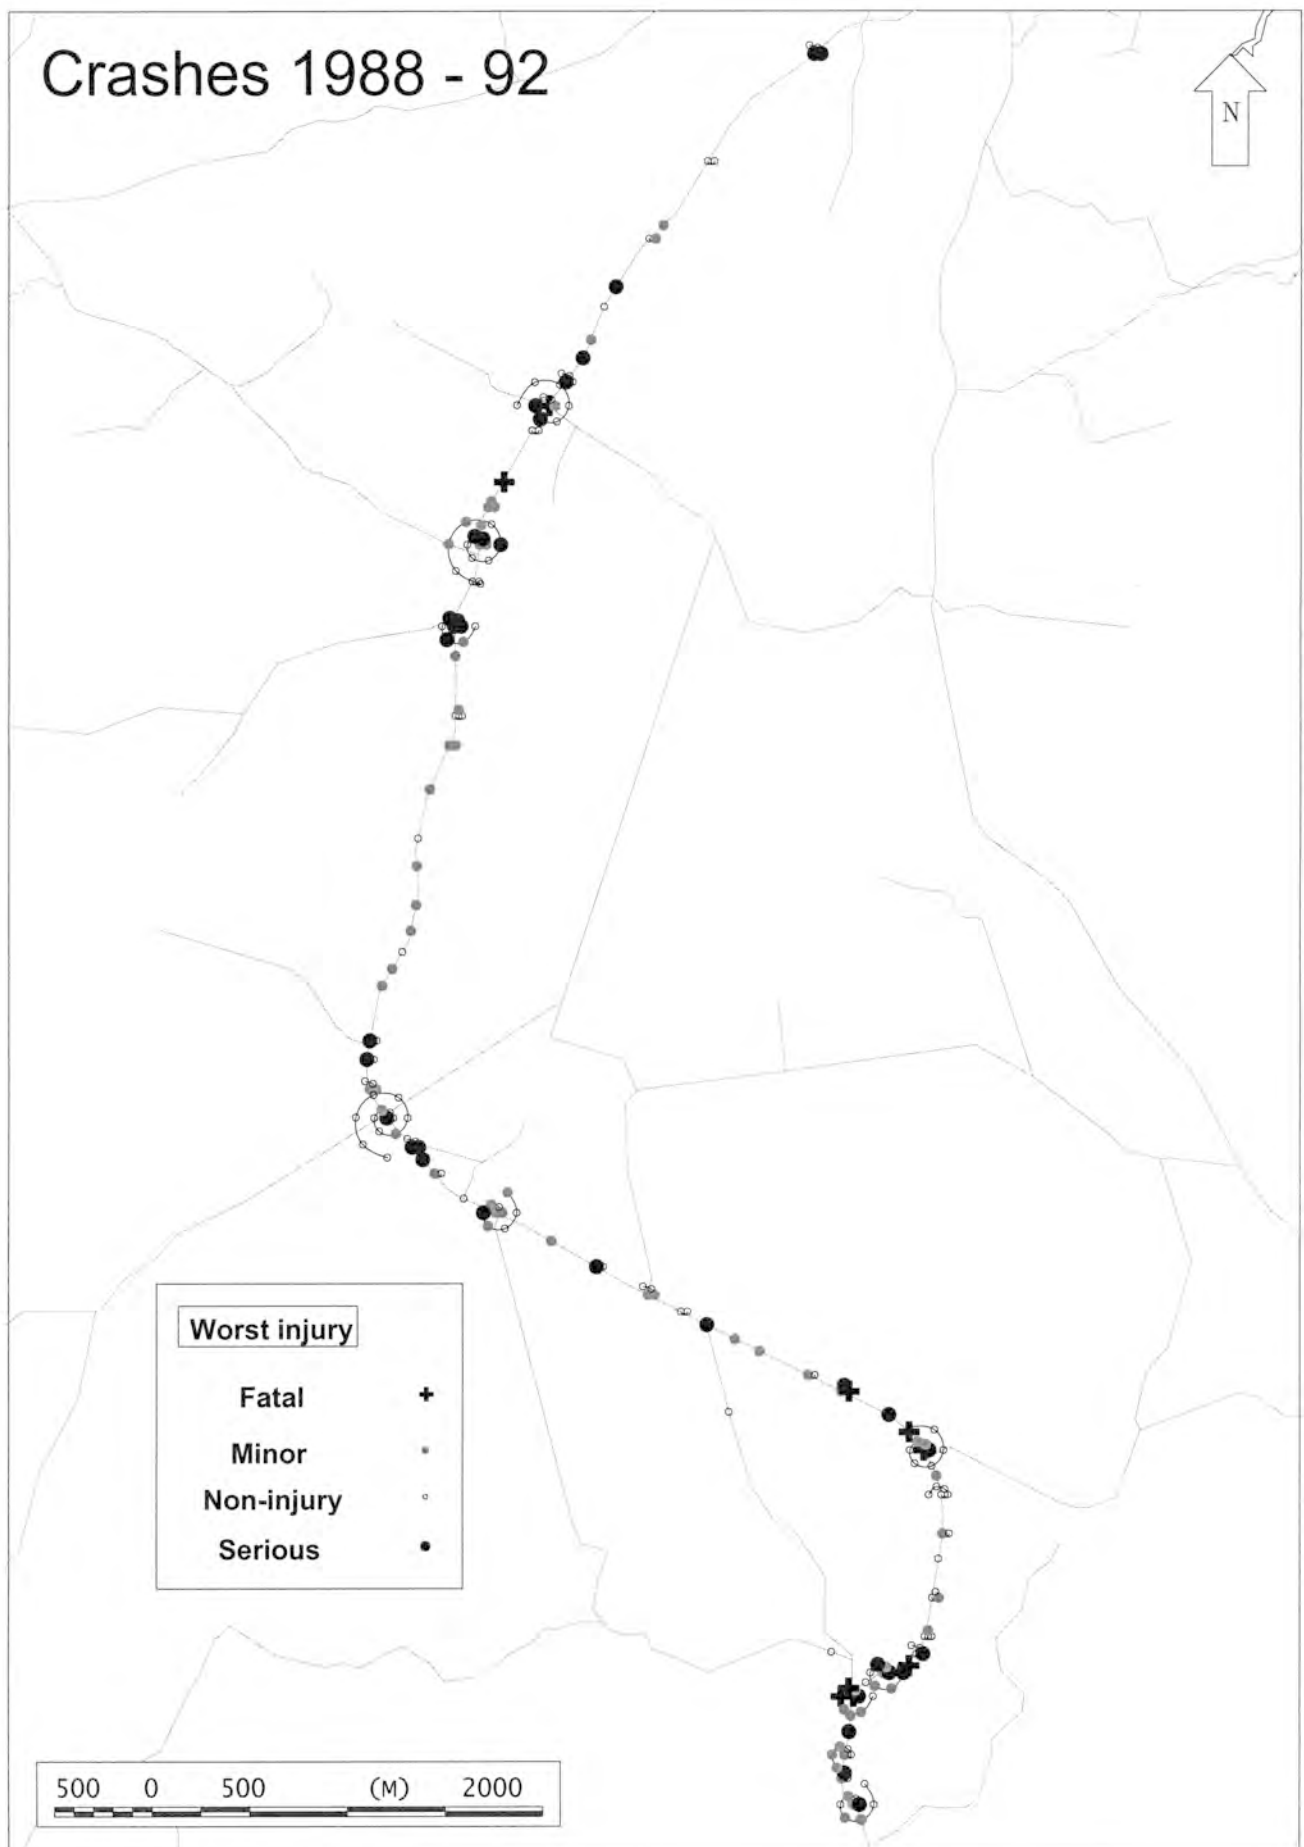 Crashes 1988 - 92
N
Worst injury
Fatal
Minor
Non-injury
Serious
500 0 500 (M) 2000